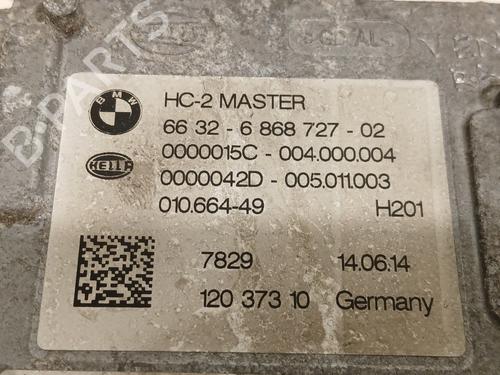 BMW
HC-2 MASTER
66 32 - 6 868 727 - 02
0000015C - 004.000.004
HELLA
0000042D - 005.011.003
010.664-49 H201
7829 14.06.14
120 373 10 Germany
B-PARTS